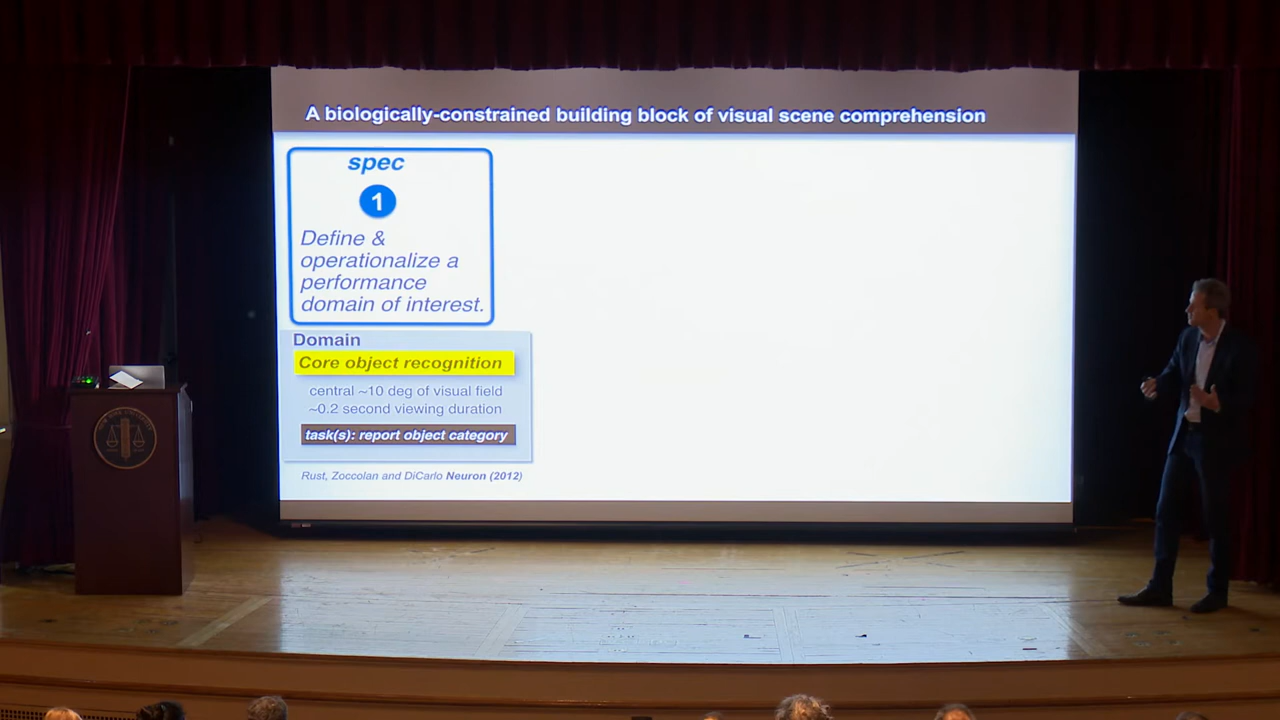 A biologically-constrained building block of visual scene comprehension
spec
1
Define &
operationalize a
performance
domain of interest.
Domain
Core object recognition
central ~10 deg of visual field
~0.2 second viewing duration
task(s): report object category
Rust, Zoccolan and DiCarlo Neuron (2012)